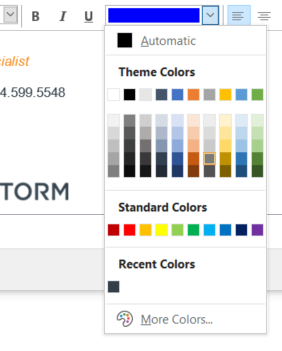 B I U
Automatic
ialist
Theme Colors
4.599.5548
TORM
Standard Colors
Recent Colors
More Colors...